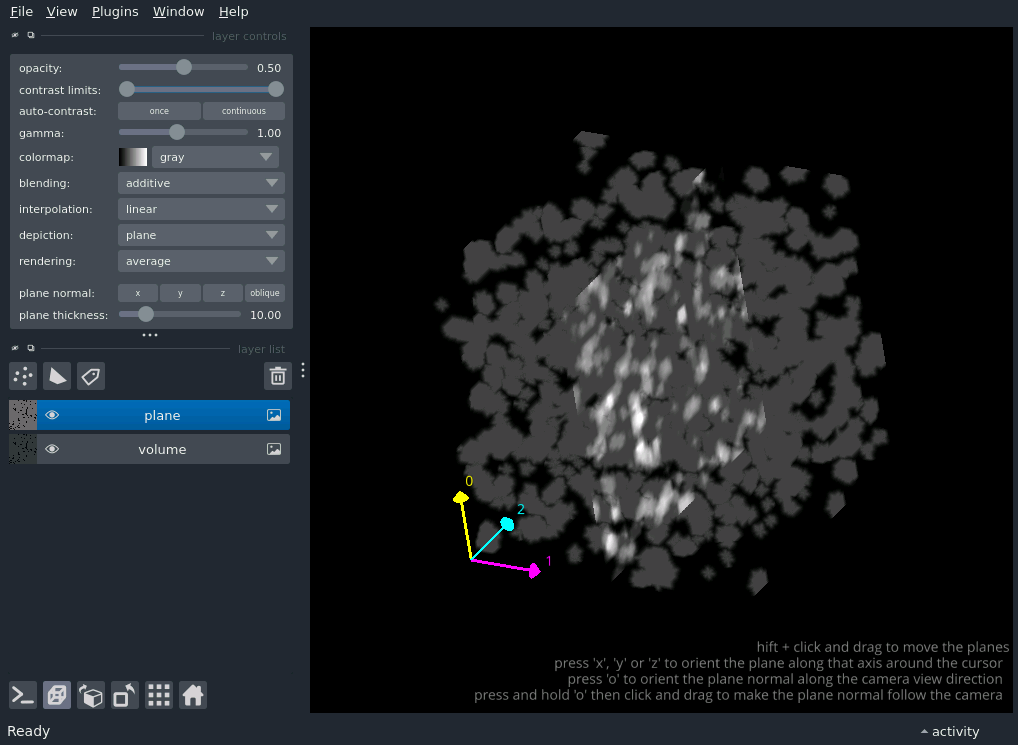 File View Plugins Window Help
layer controls
opacity: 0.50
contrast limits:
auto-contrast: once continuous
gamma: 1.00
colormap: gray
blending: additive
interpolation: linear
depiction: plane
rendering: average
plane normal: x y z oblique
plane thickness: 10.00
layer list
plane
volume
0
2
1
hift + click and drag to move the planes
press 'x', 'y' or 'z' to orient the plane along that axis around the cursor
press 'o' to orient the plane normal along the camera view direction
press and hold 'o' then click and drag to make the plane normal follow the camera
Ready activity